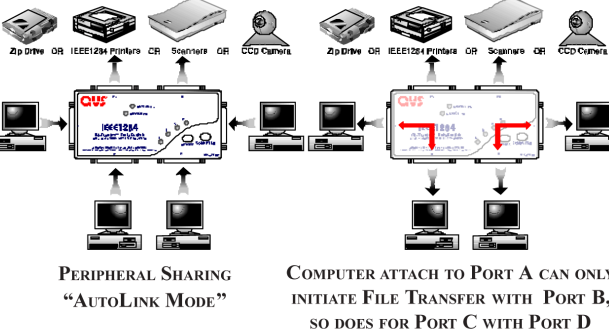 Zip Drive OR IEEE1284 Printers OR Scanners OR CCD Camera
Zip Drive OR IEEE1284 Printers OR Scanners OR CCD Camera
IEEE1284
1284
PERIPHERAL SHARING
“AUTOLINK MODE”
COMPUTER ATTACH TO PORT A CAN ONLY
INITIATE FILE TRANSFER WITH PORT B,
SO DOES FOR PORT C WITH PORT D